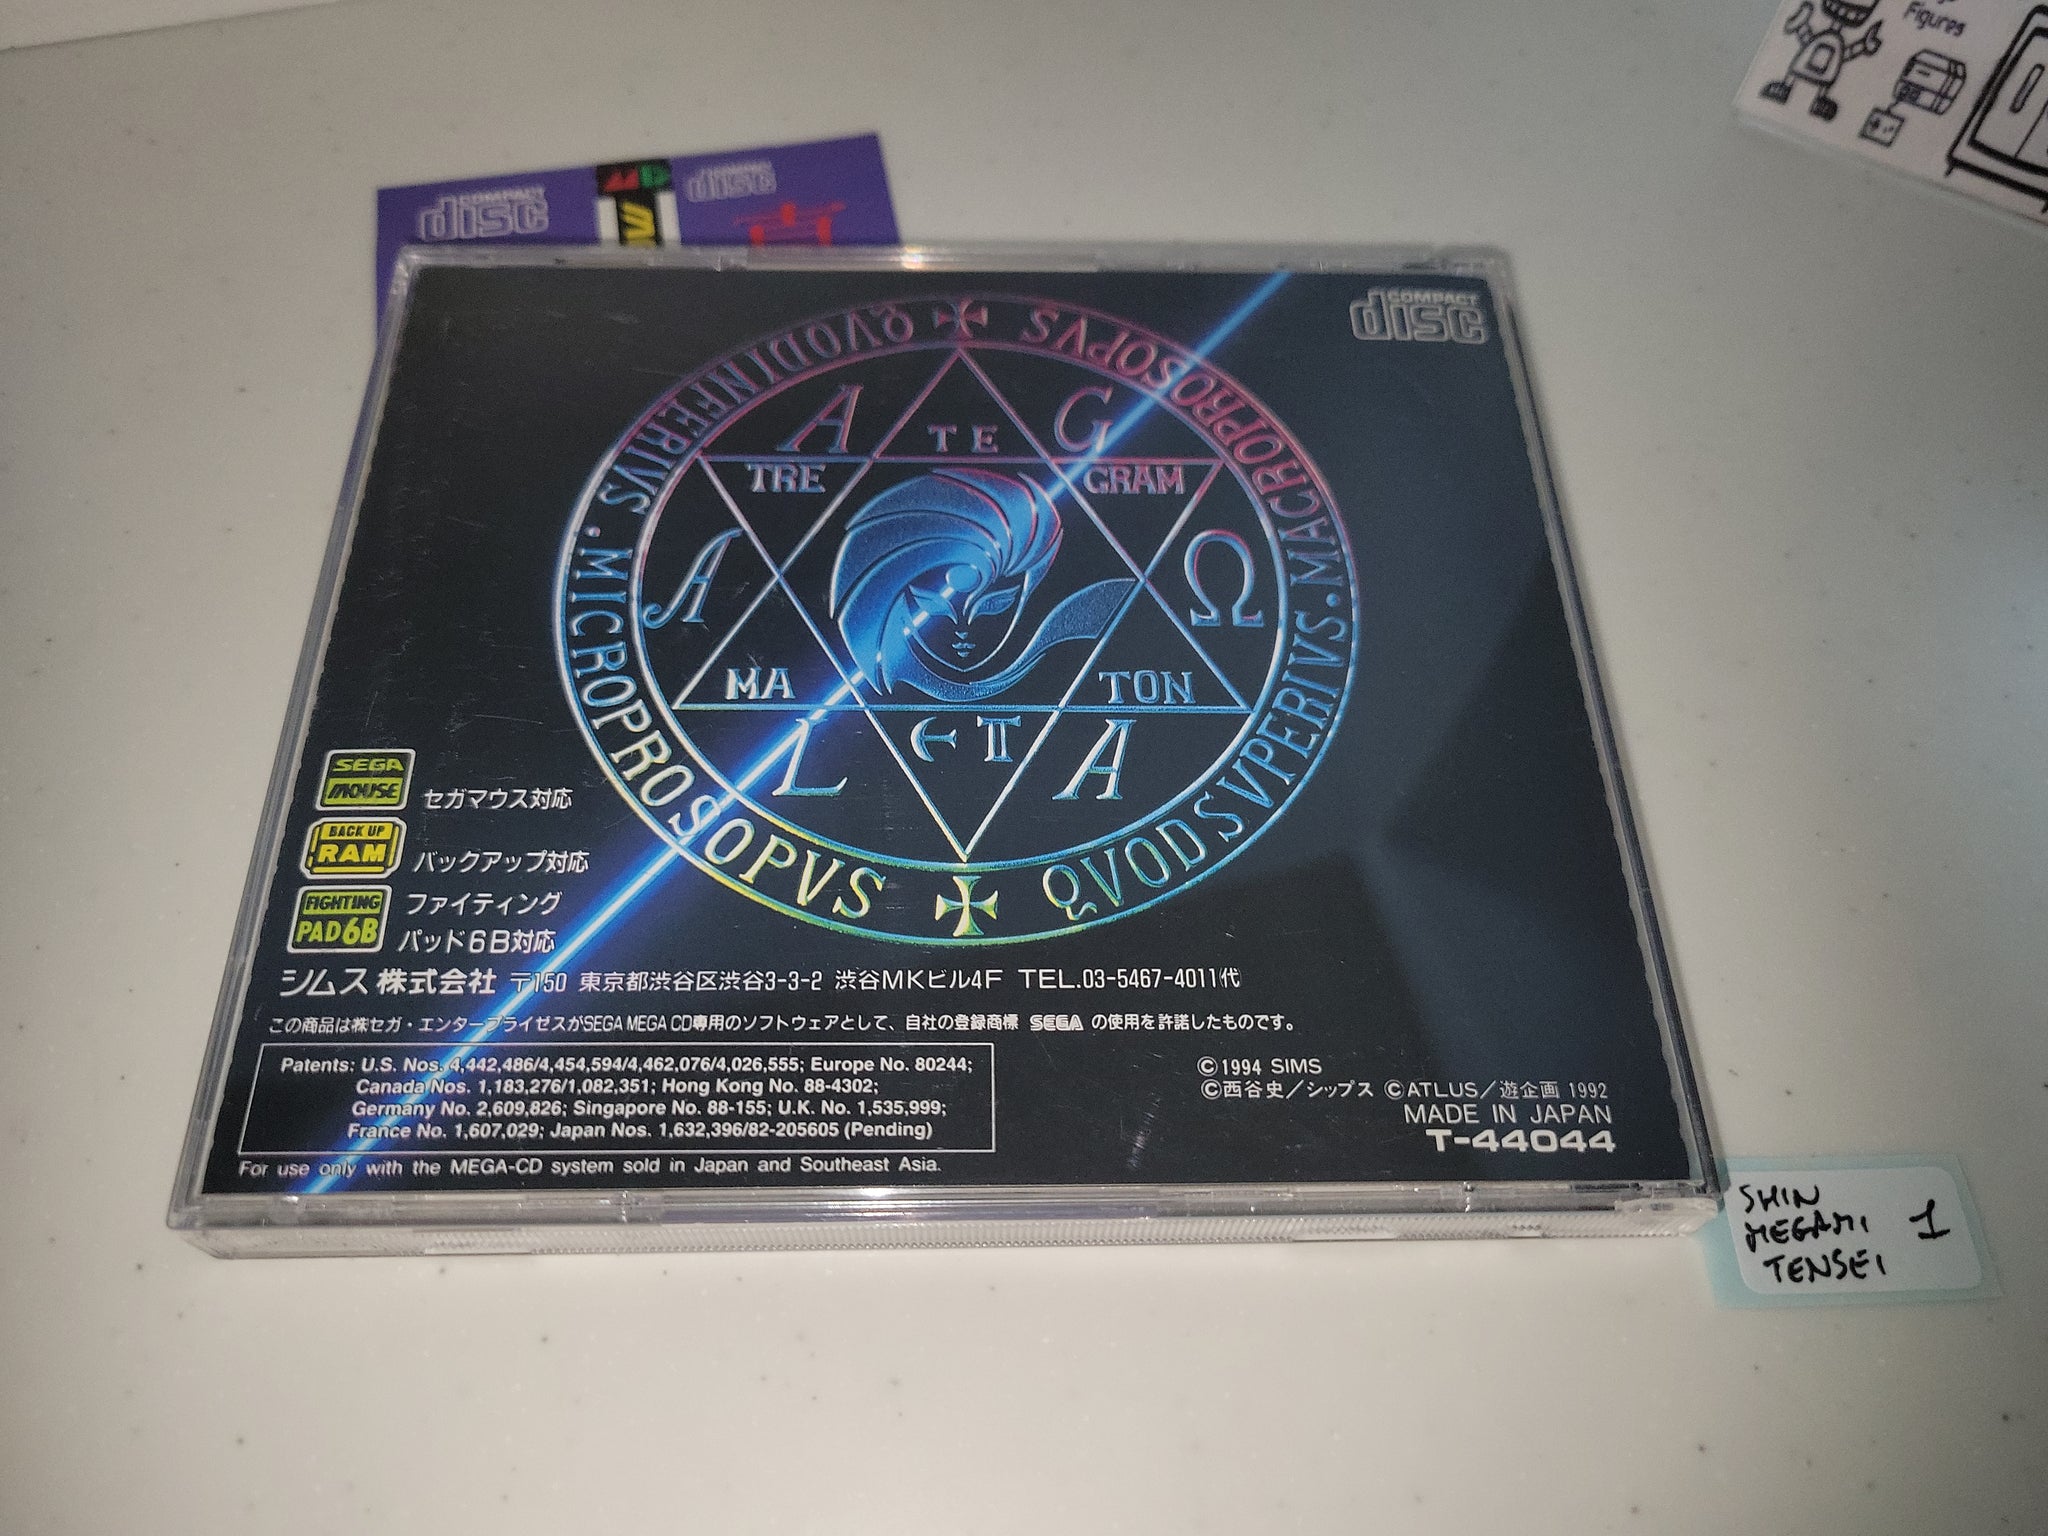 Figures
COMPACT
disc
COMPACT
disc
COMPACT
disc
✠ MACROPROSOPVS
QVODINFERIVS . MICROPROSOPVS
✠ QVODSVPERIVS .
A
G
TE
TRE
GRAM
A
Ω
MA
TON
L
A
SEGA
MOUSE
セガマウス対応
BACK UP
RAM
バックアップ対応
FIGHTING
PAD 6B
ファイティング
パッド6B対応
シムス 株式会社 〒150 東京都渋谷区渋谷3-3-2 渋谷MKビル4F TEL.03-5467-4011(代)
この商品は㈱セガ・エンタープライゼスがSEGA MEGA CD専用のソフトウェアとして、自社の登録商標 SEGA の使用を許諾したものです。
Patents: U.S. Nos. 4,442,486/4,454,594/4,462,076/4,026,555; Europe No. 80244;
Canada Nos. 1,183,276/1,082,351; Hong Kong No. 88-4302;
Germany No. 2,609,826; Singapore No. 88-155; U.K. No. 1,535,999;
France No. 1,607,029; Japan Nos. 1,632,396/82-205605 (Pending)
For use only with the MEGA-CD system sold in Japan and Southeast Asia.
©1994 SIMS
©西谷史／シップス ©ATLUS／遊企画 1992
MADE IN JAPAN
T-44044
SHIN
MEGAMI 1
TENSEI